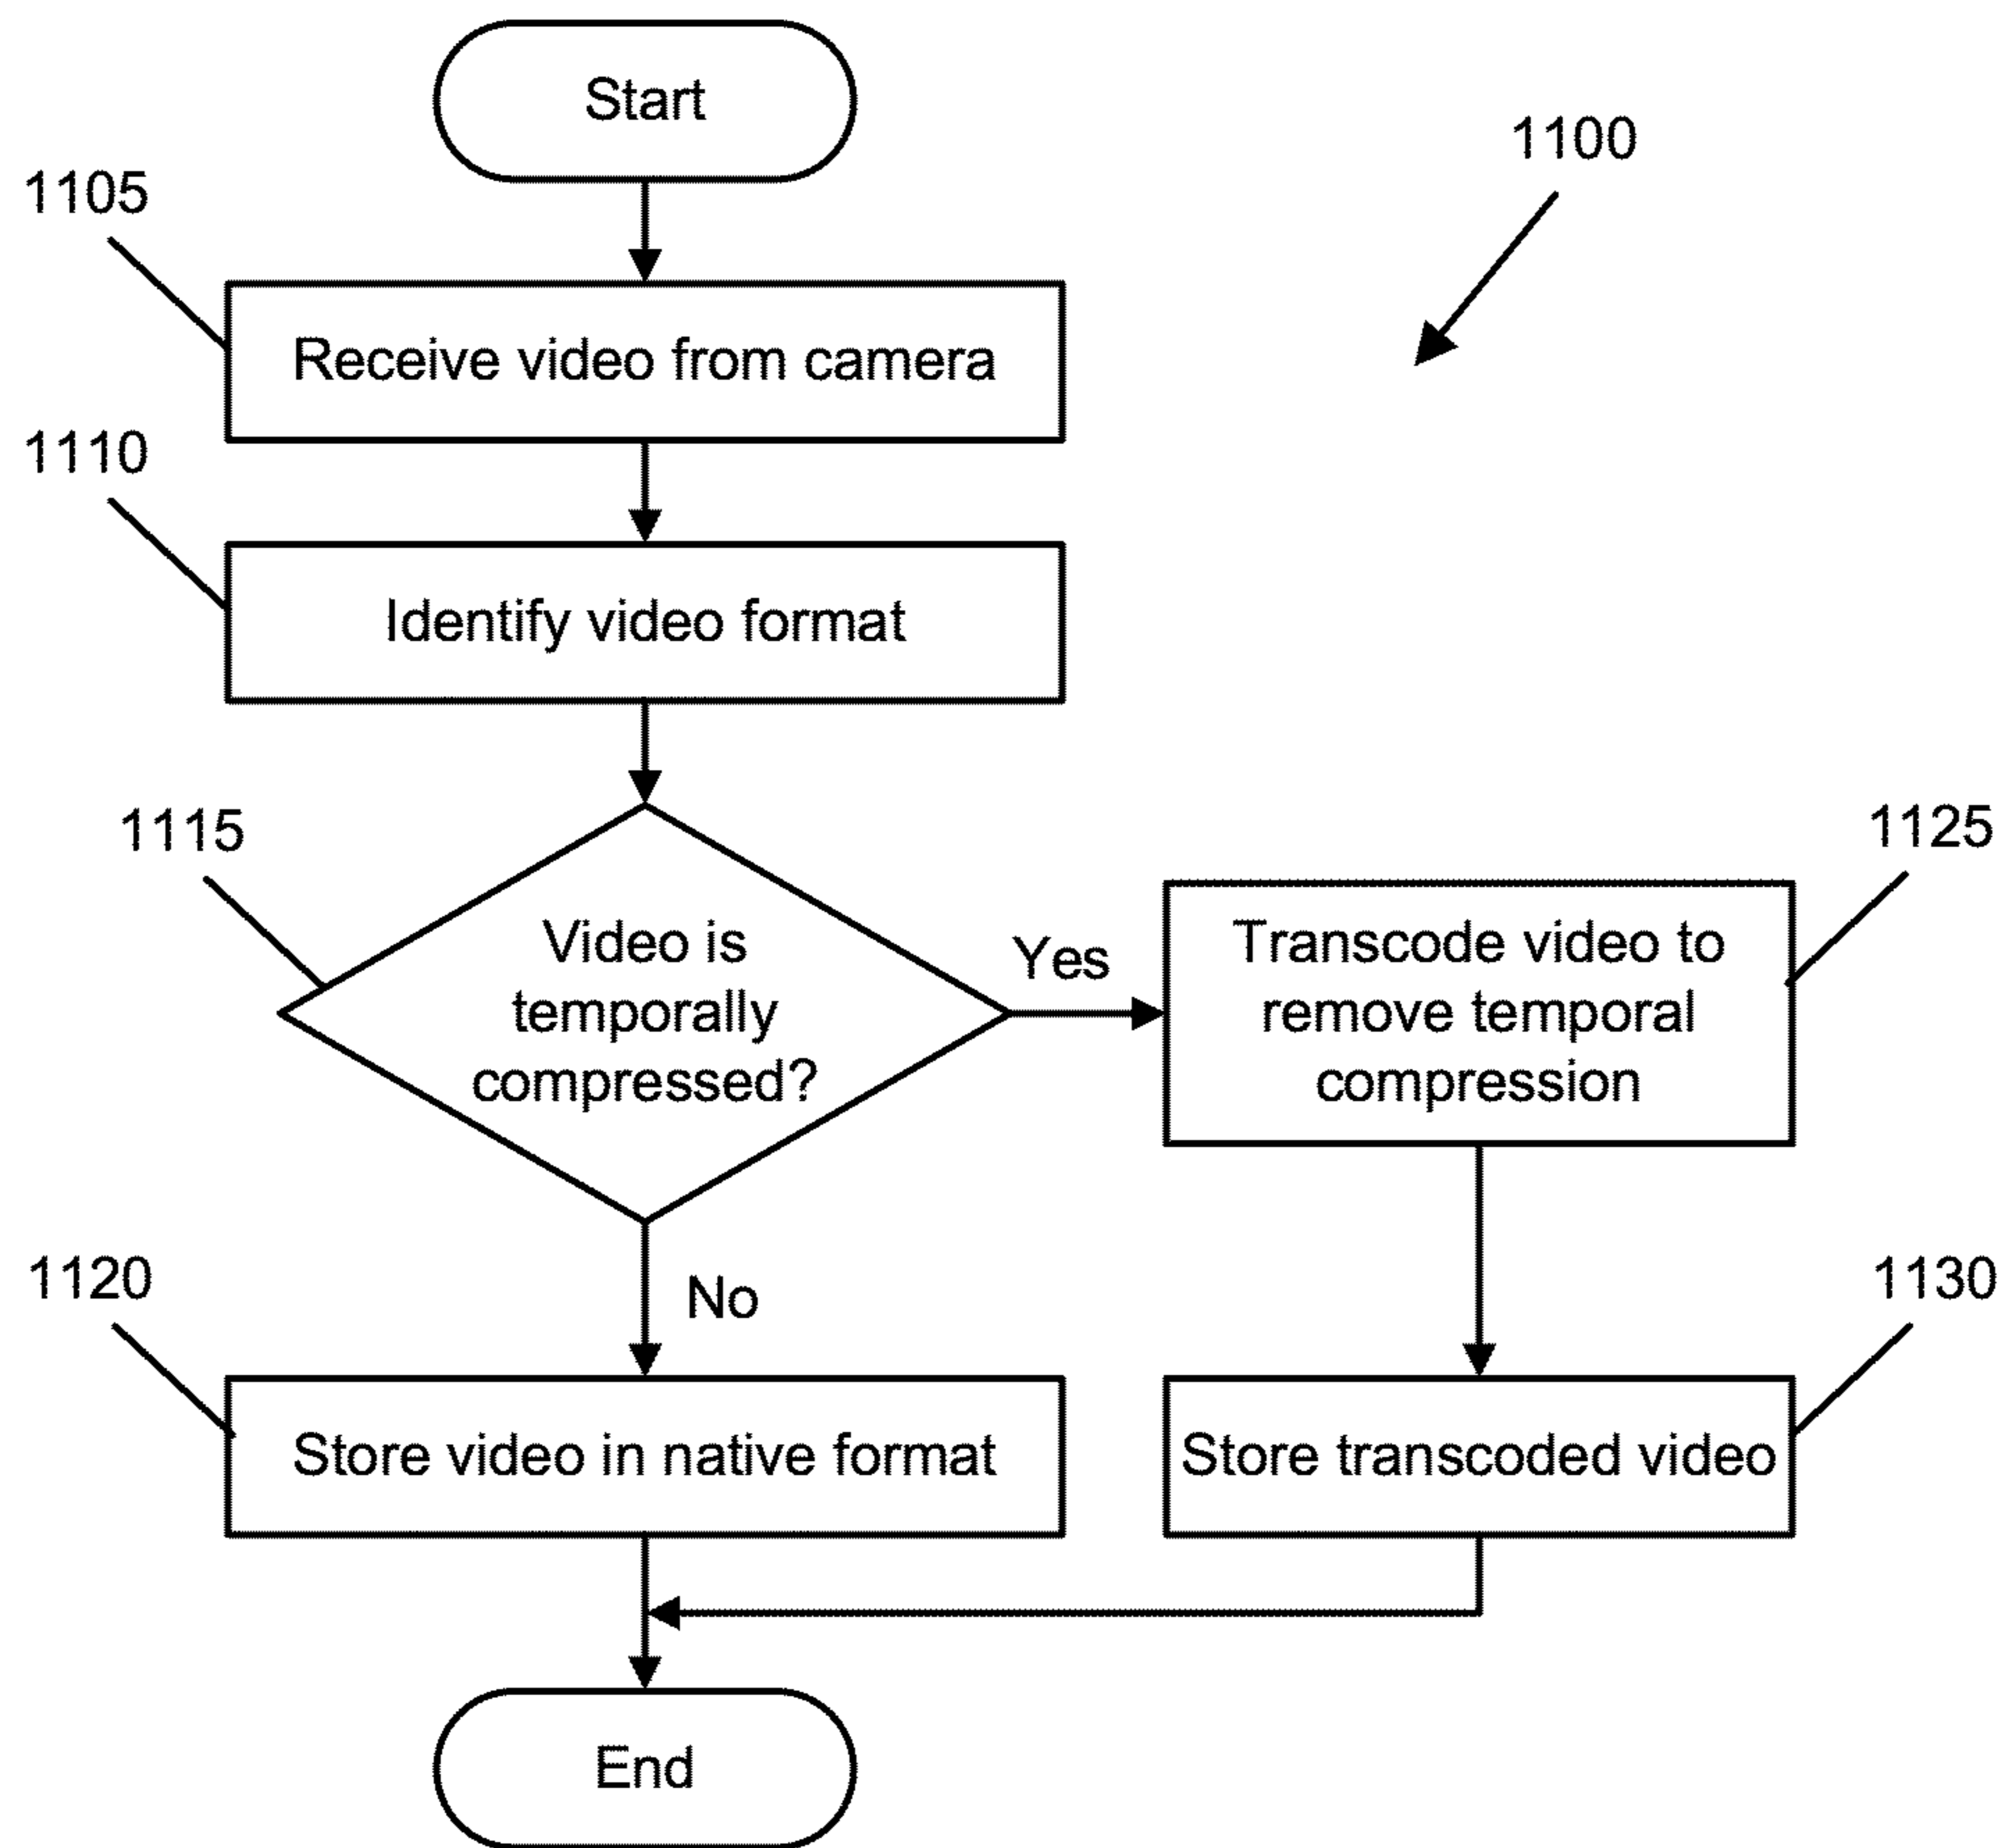 Start
1100
1105
Receive video from camera
1110
Identify video format
1115
Video is
temporally
compressed?
Yes
1125
Transcode video to
remove temporal
compression
No
1120
Store video in native format
1130
Store transcoded video
End